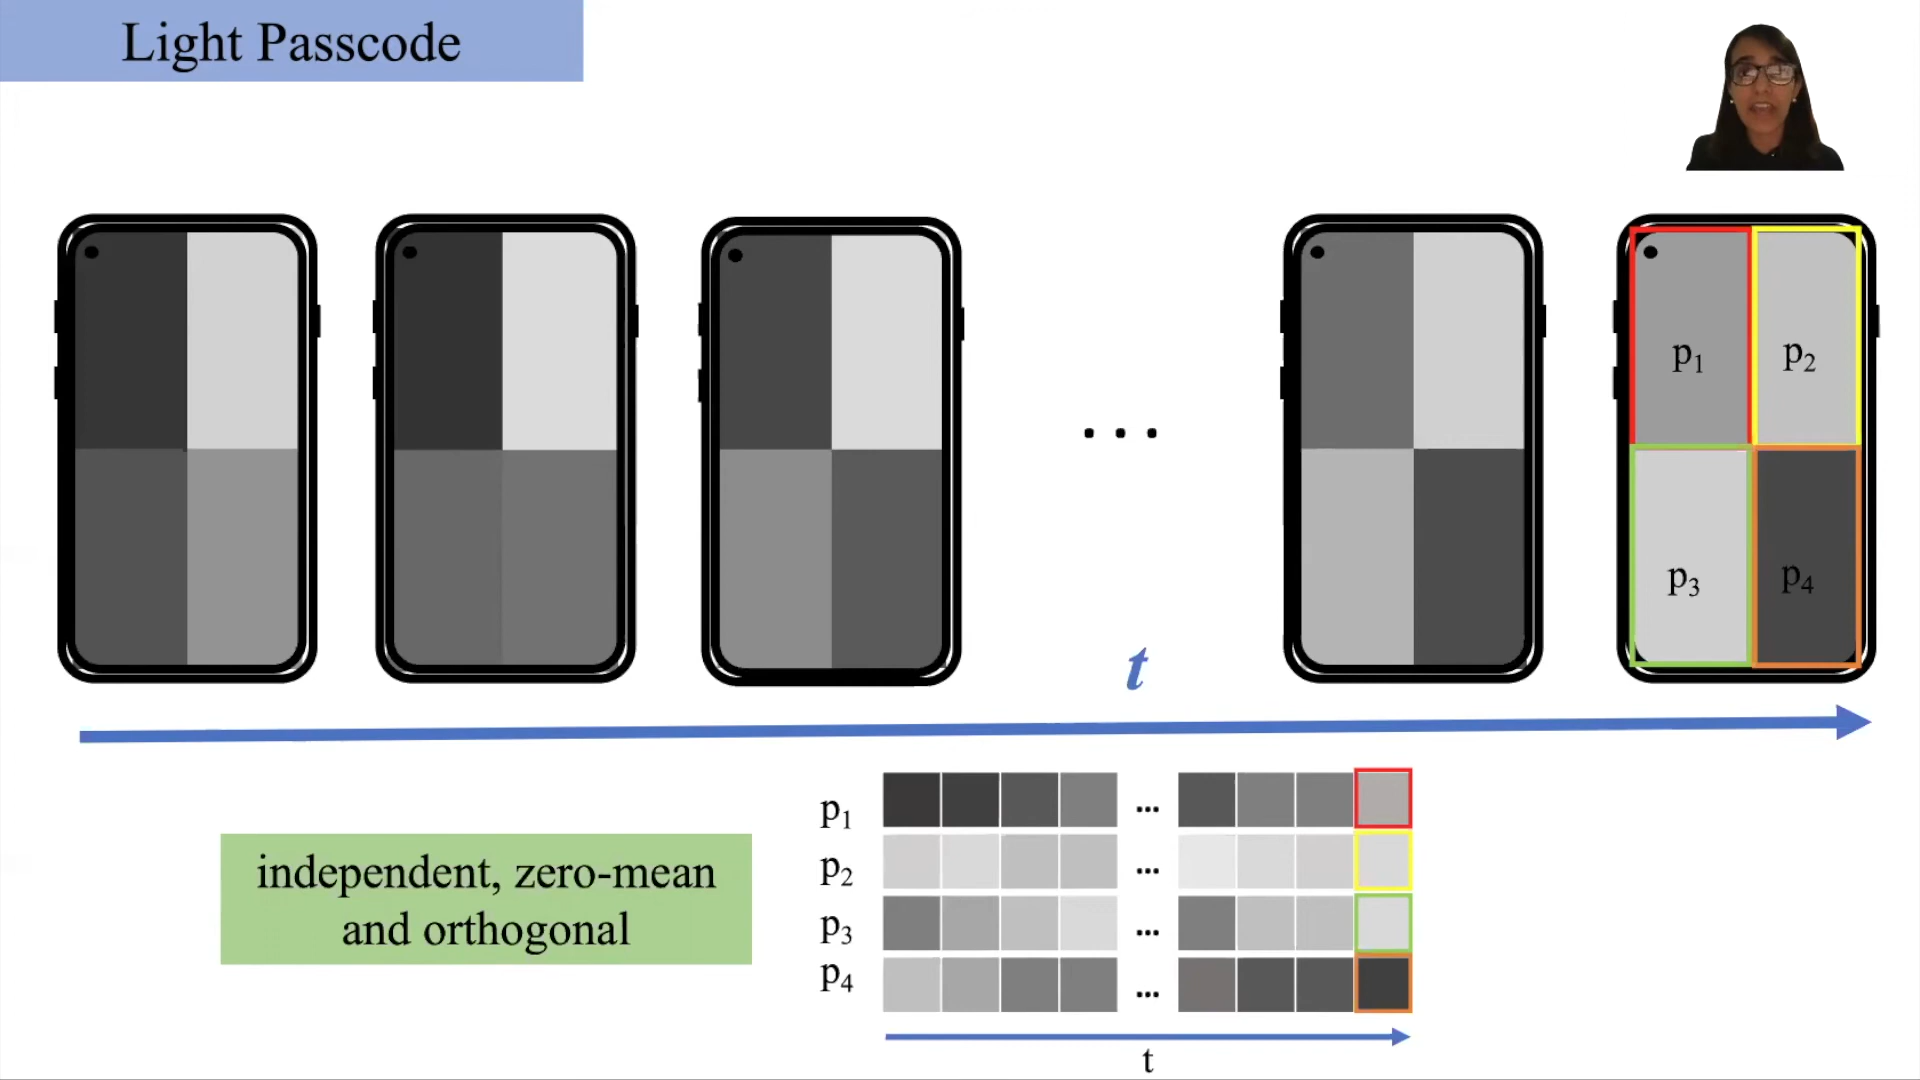 Light Passcode
p1
p2
p3
p4
...
t
independent, zero-mean
and orthogonal
p1 ...
p2 ...
p3 ...
p4 ...
t